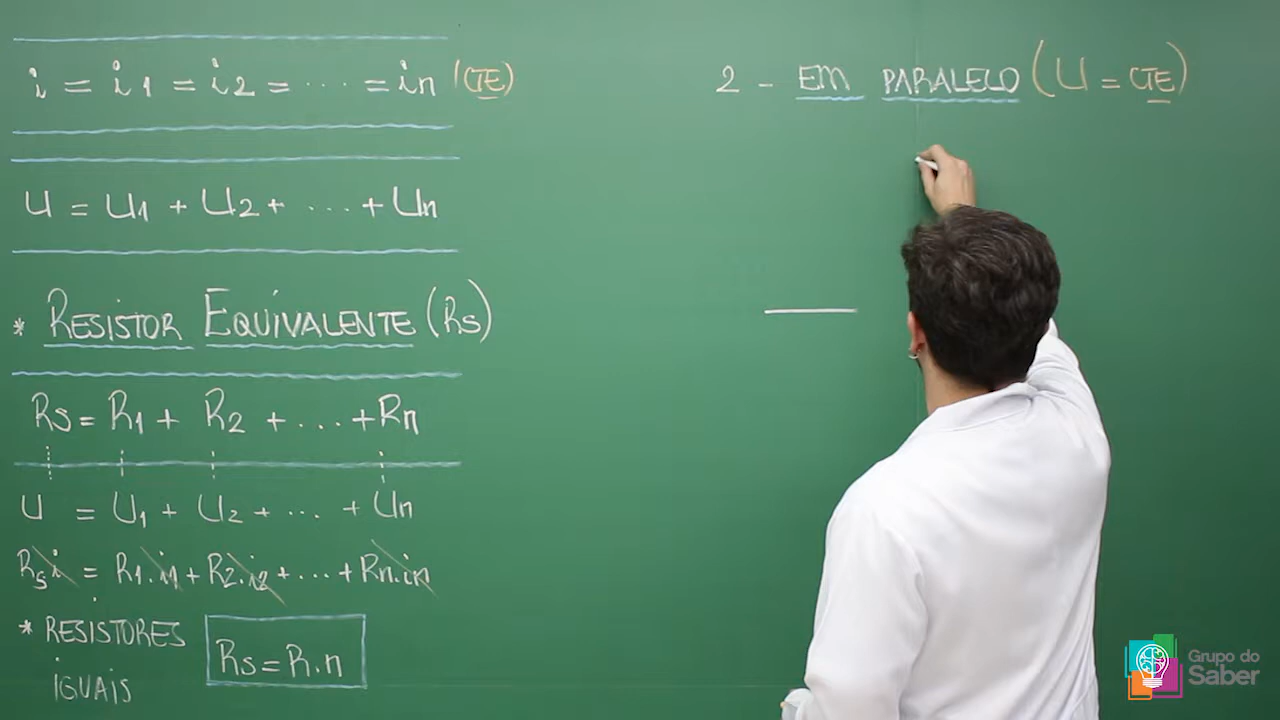 i = i1 = i2 = .... = in (CTE)
U = U1 + U2 + .... + Un
* RESISTOR EQUIVALENTE (Rs)
Rs = R1 + R2 + ... + Rn
U = U1 + U2 + ... + Un
Rs.i = R1.i1 + R2.i2 + ... + Rn.in
* RESISTORES
IGUAIS
Rs = R.n
2 - EM PARALELO (U = CTE)
Grupo do
Saber